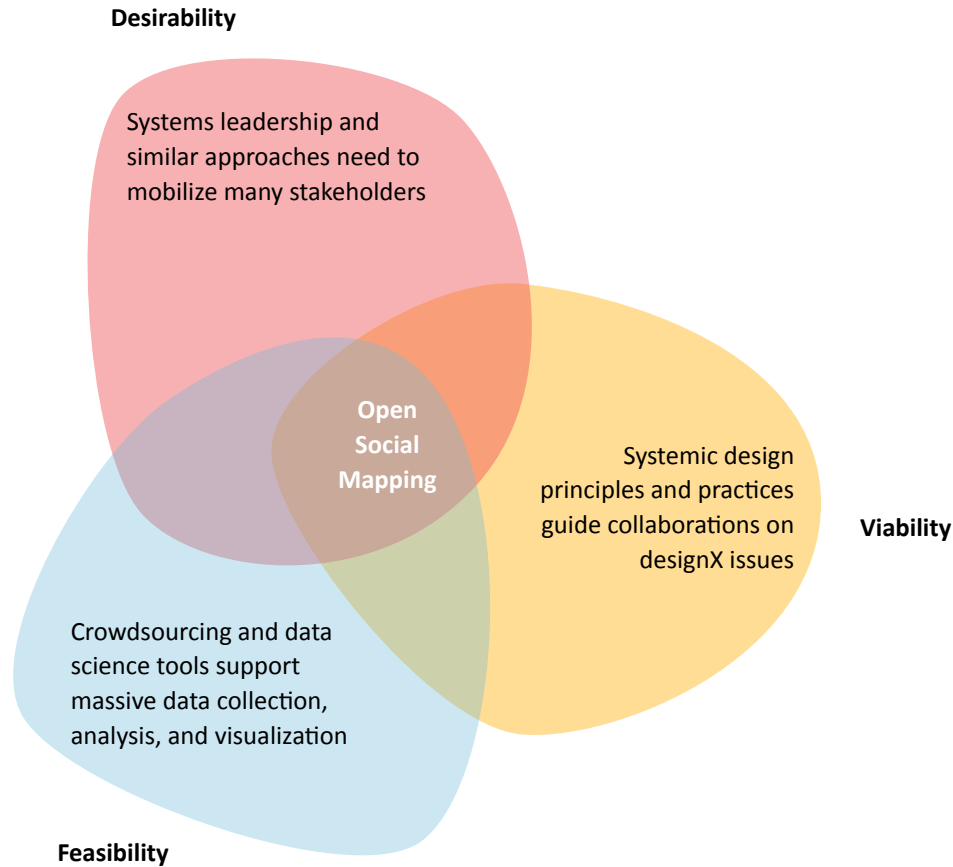 Desirability
Systems leadership and
similar approaches need to
mobilize many stakeholders
Open
Social
Mapping
Systemic design
principles and practices
guide collaborations on
designX issues
Viability
Crowdsourcing and data
science tools support
massive data collection,
analysis, and visualization
Feasibility